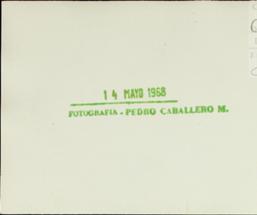 14 MAYO 1968
FOTOGRAFIA - PEDRO CABALLERO M.